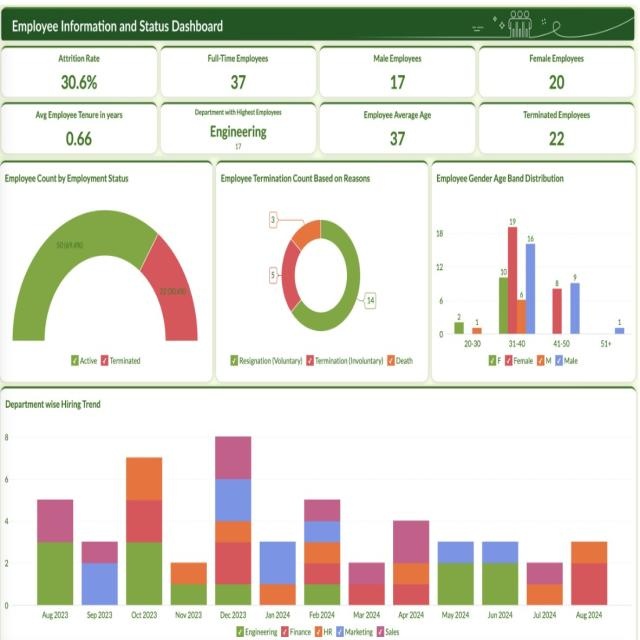 Employee Information and Status Dashboard
Attrition Rate
30.6%
Full-Time Employees
37
Male Employees
17
Female Employees
20
Avg Employee Tenure in years
0.66
Department with Highest Employees
Engineering
17
Employee Average Age
37
Terminated Employees
22
Employee Count by Employment Status
50 (69.4%)
22 (30.6%)
Active Terminated
Employee Termination Count Based on Reasons
3
5
14
Resignation (Voluntary) Termination (Involuntary) Death
Employee Gender Age Band Distribution
18
12
6
0
2
1
10
19
6
16
8
9
1
20-30 31-40 41-50 51+
F Female M Male
Department wise Hiring Trend
8
6
4
2
0
Aug 2023 Sep 2023 Oct 2023 Nov 2023 Dec 2023 Jan 2024 Feb 2024 Mar 2024 Apr 2024 May 2024 Jun 2024 Jul 2024 Aug 2024
Engineering Finance HR Marketing Sales